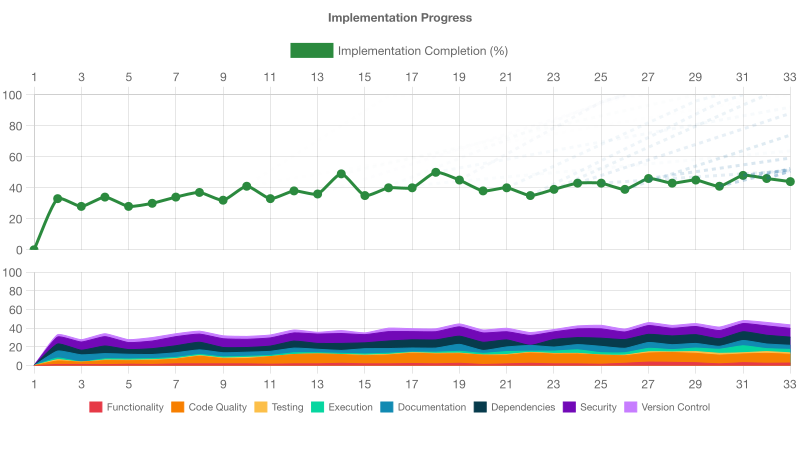 Implementation Progress
Implementation Completion (%)
1 3 5 7 9 11 13 15 17 19 21 23 25 27 29 31 33
100
80
60
40
20
0
100
80
60
40
20
0
1 3 5 7 9 11 13 15 17 19 21 23 25 27 29 31 33
Functionality Code Quality Testing Execution Documentation Dependencies Security Version Control